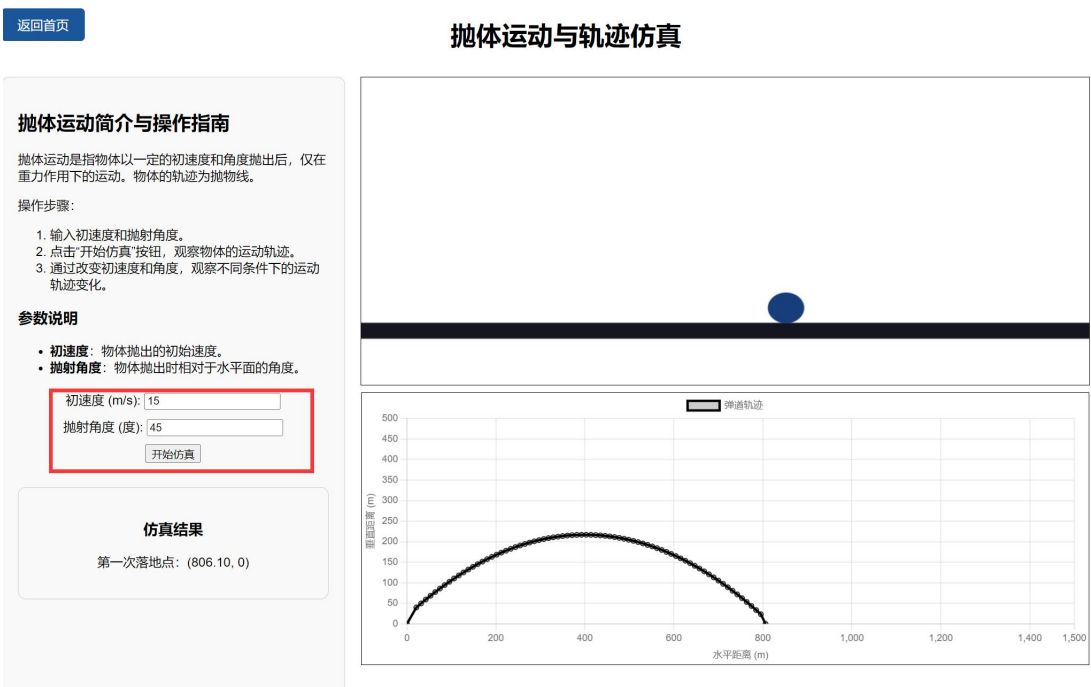 返回首页
抛体运动与轨迹仿真
抛体运动简介与操作指南
抛体运动是指物体以一定的初速度和角度抛出后，仅在
重力作用下的运动。物体的轨迹为抛物线。
操作步骤：
1. 输入初速度和抛射角度。
2. 点击“开始仿真”按钮，观察物体的运动轨迹。
3. 通过改变初速度和角度，观察不同条件下的运动
轨迹变化。
参数说明
• 初速度：物体抛出的初始速度。
• 抛射角度：物体抛出时相对于水平面的角度。
初速度 (m/s): 15
抛射角度 (度): 45
开始仿真
仿真结果
第一次落地点：(806.10, 0)
弹道轨迹
500
450
400
350
300
250
200
150
100
50
0
垂直距离 (m)
0 200 400 600 800 1,000 1,200 1,400 1,500
水平距离 (m)